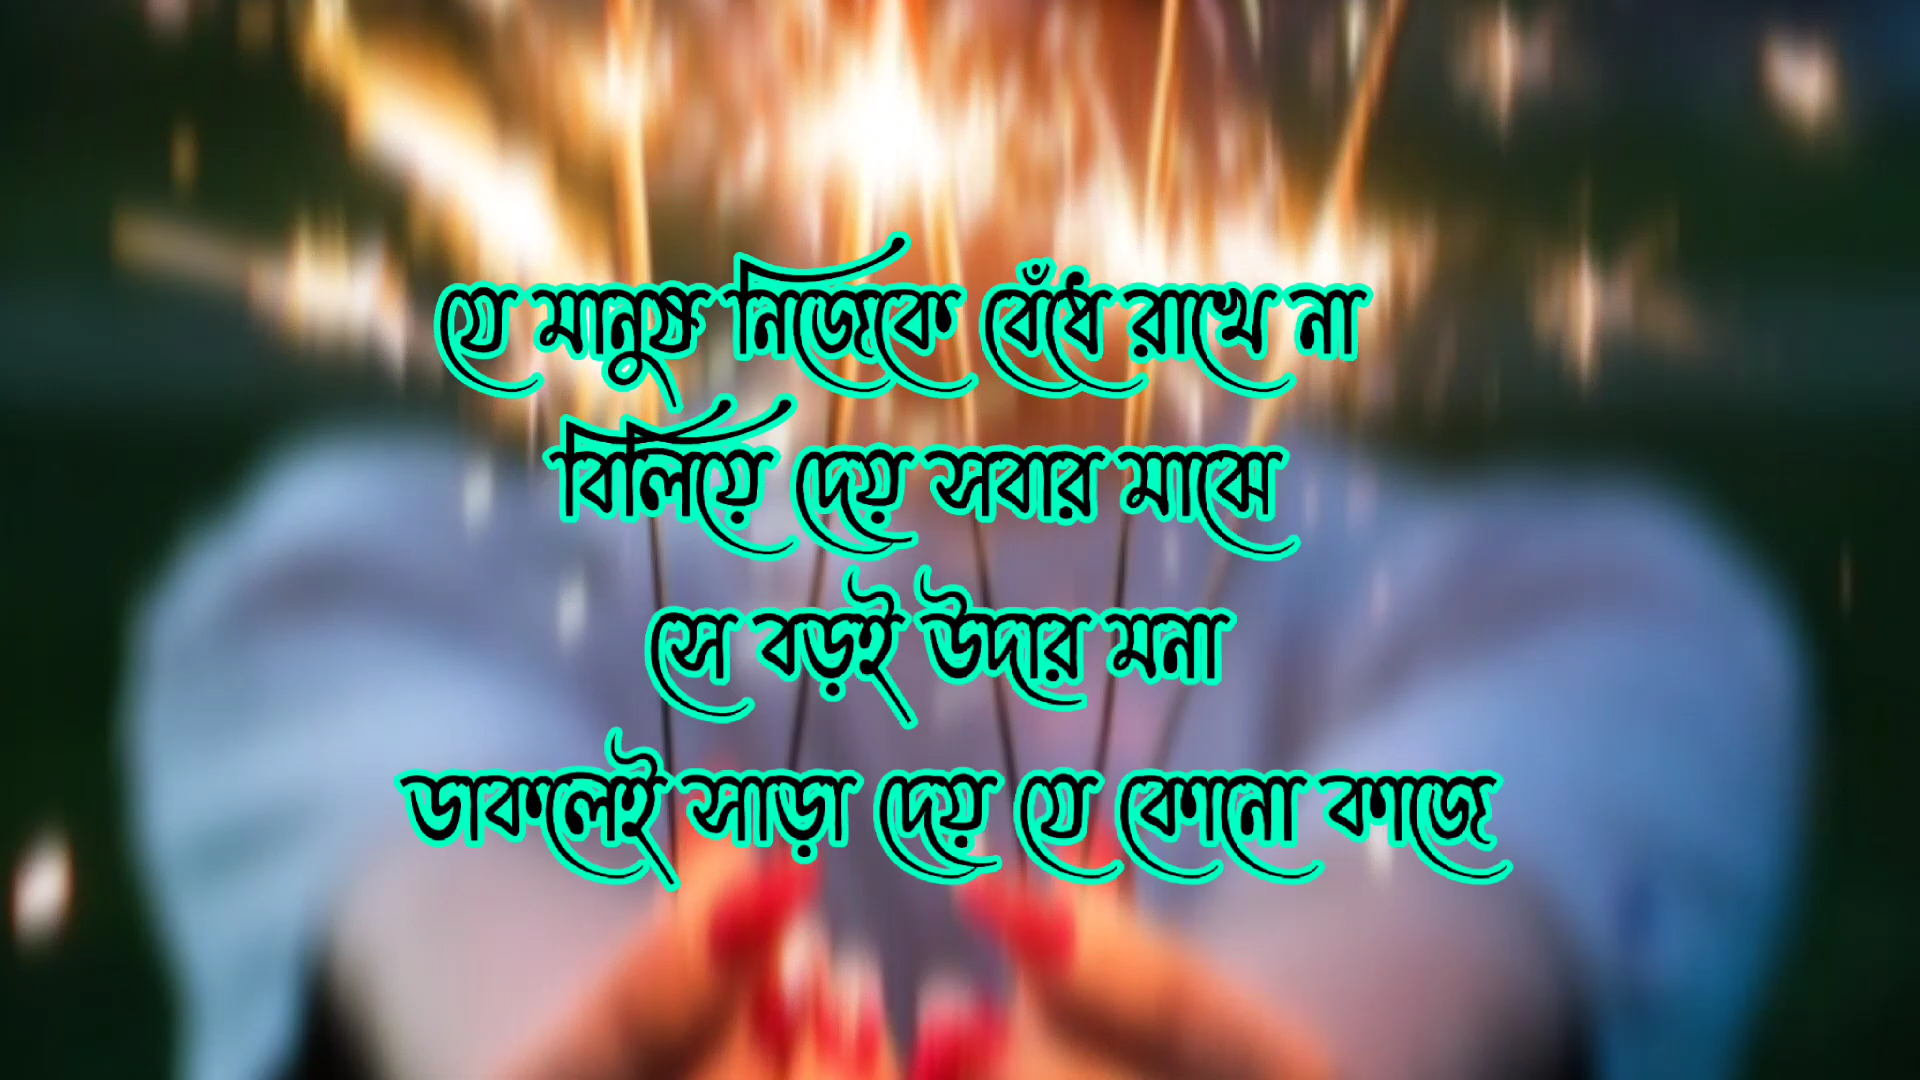 যে মানুষ নিজেকে বেঁধে রাখে না
বিলিয়ে দেয় সবার মাঝে
সে বড়ই উদার মনা
ডাকলেই সাড়া দেয় যে কোনো কাজে